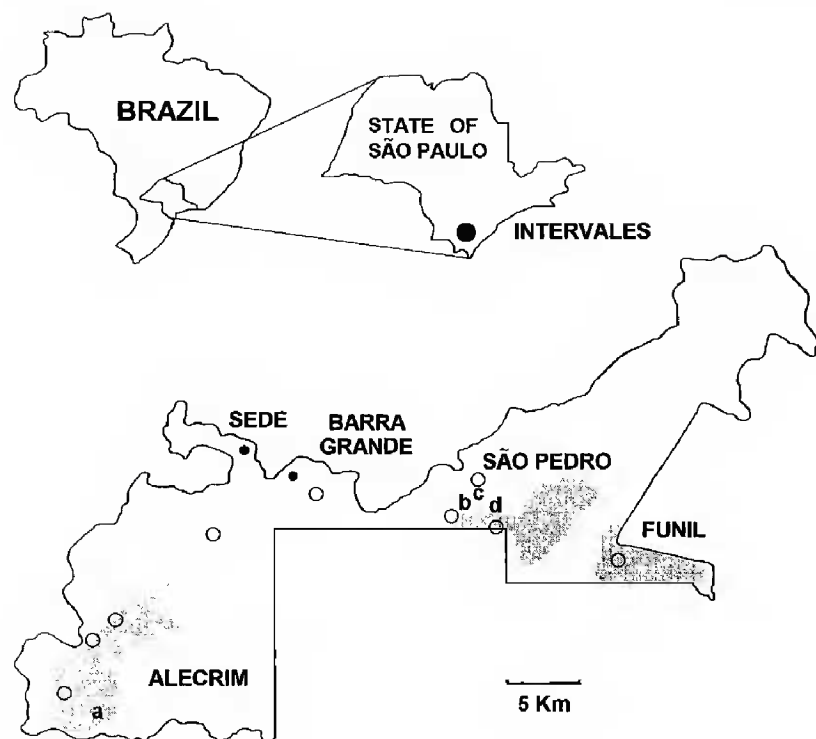 BRAZIL
STATE OF
SÃO PAULO
INTERVALES
SEDE
BARRA
GRANDE
SÃO PEDRO
b
c
d
FUNIL
ALECRIM
a
5 Km